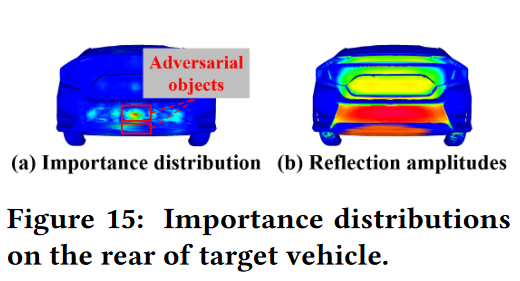 Adversarial
objects
(a) Importance distribution (b) Reflection amplitudes
Figure 15: Importance distributions
on the rear of target vehicle.